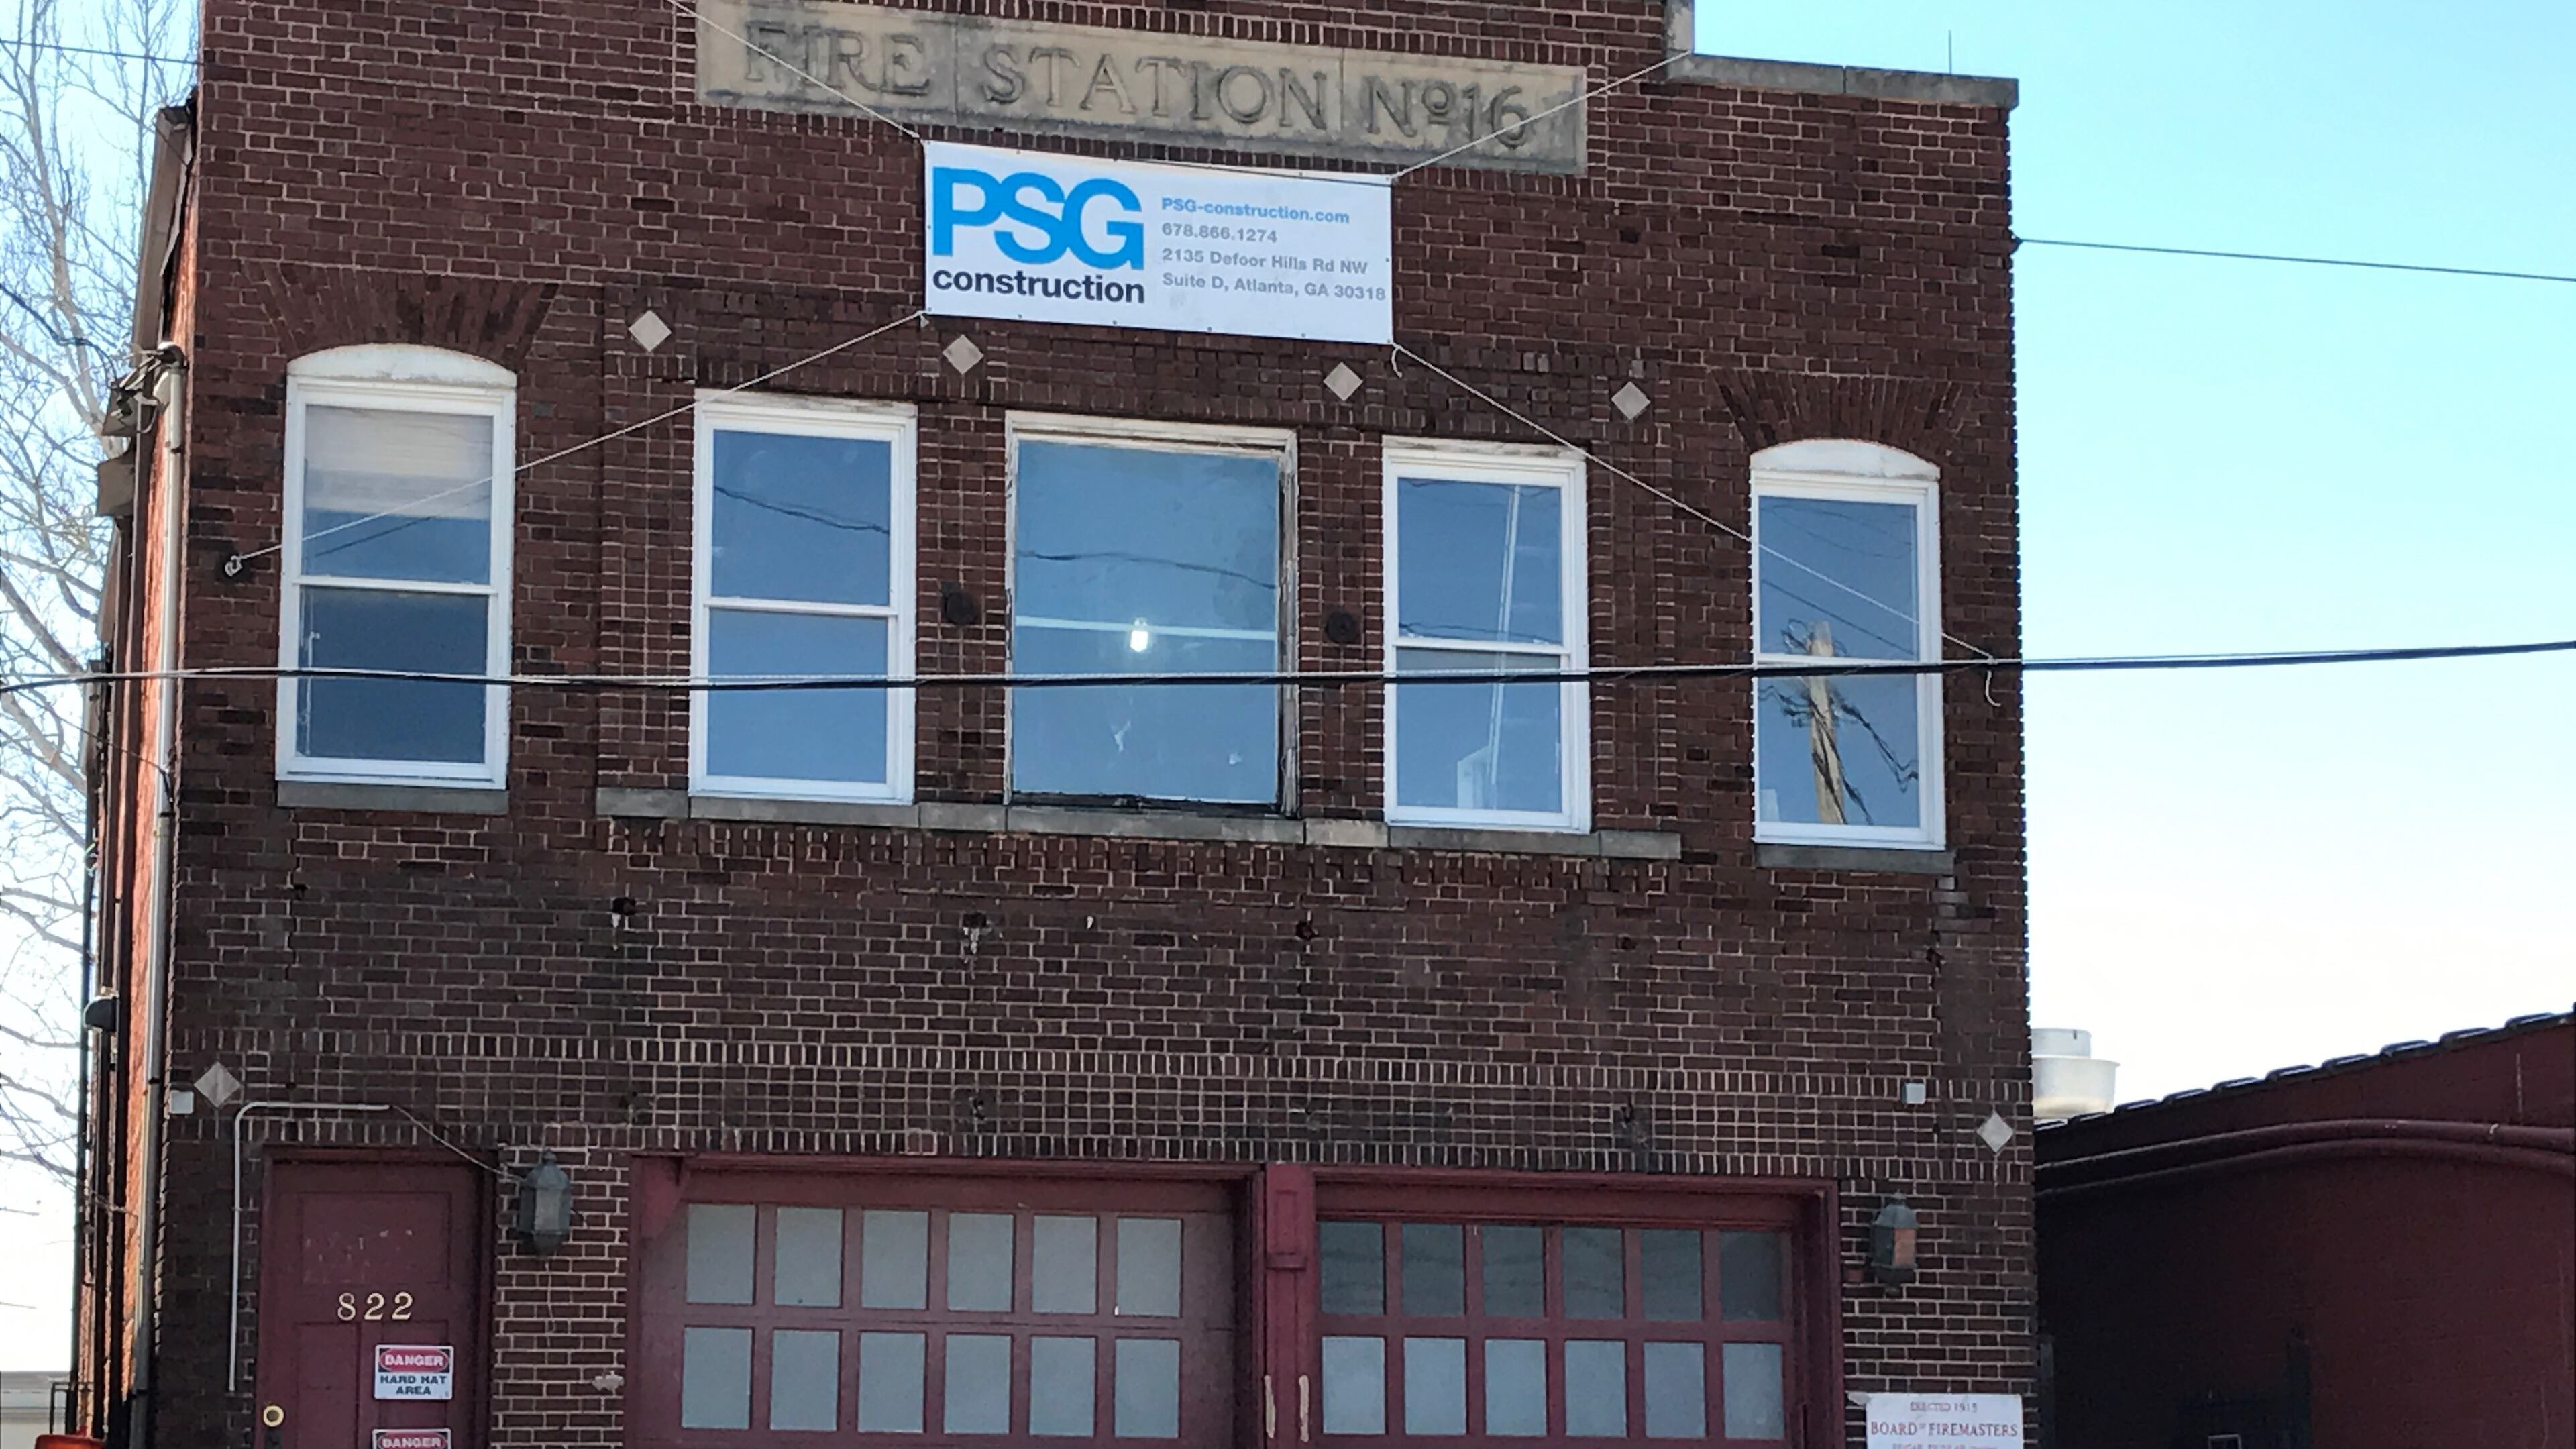 FIRE STATION Nº16
PSG
construction
PSG-construction.com
678.866.1274
2135 Defoor Hills Rd NW
Suite D, Atlanta, GA 30318
822
DANGER
HARD HAT
AREA
DANGER
ERECTED 1915
BOARD OF FIREMASTERS